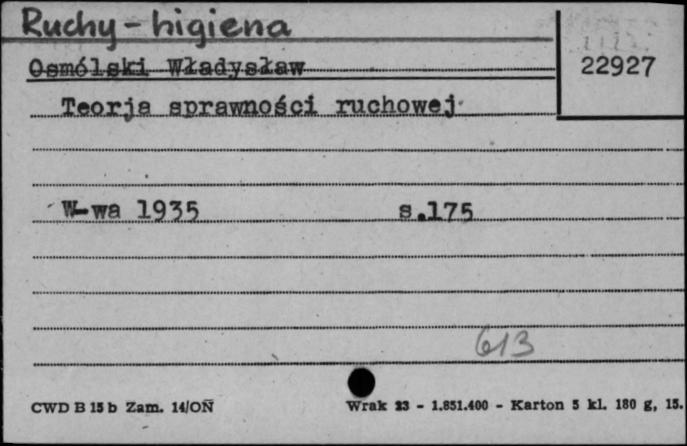 Ruchy - higiena
Osmólski Władysław
22927
Teorja sprawności ruchowej
W-wa 1935 s.175
613
CWD B 15 b Zam. 14/OŇ Wrak 23 - 1.851.400 - Karton 5 kl. 180 g, 15.